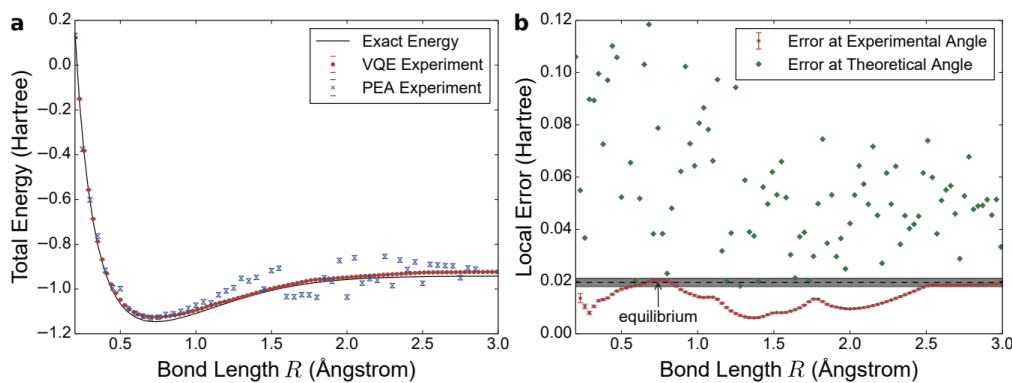 a
0.2
0.0
−0.2
−0.4
−0.6
−0.8
−1.0
−1.2
Total Energy (Hartree)
Exact Energy
VQE Experiment
PEA Experiment
0.5
1.0
1.5
2.0
2.5
3.0
Bond Length R (Ångstrom)
b
0.12
0.10
0.08
0.06
0.04
0.02
0.00
Local Error (Hartree)
Error at Experimental Angle
Error at Theoretical Angle
equilibrium
0.5
1.0
1.5
2.0
2.5
3.0
Bond Length R (Ångstrom)